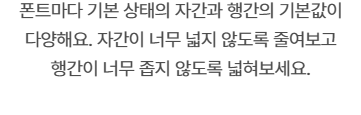 폰트마다 기본 상태의 자간과 행간의 기본값이
다양해요. 자간이 너무 넓지 않도록 줄여보고
행간이 너무 좁지 않도록 넓혀보세요.